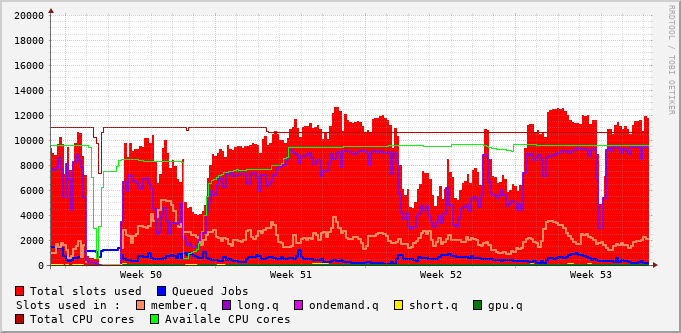 RRDTOOL / TOBI OETIKER
20000
18000
16000
14000
12000
10000
8000
6000
4000
2000
0
Week 50 Week 51 Week 52 Week 53
Total slots used Queued Jobs
Slots used in : member.q long.q ondemand.q short.q gpu.q
Total CPU cores Availale CPU cores